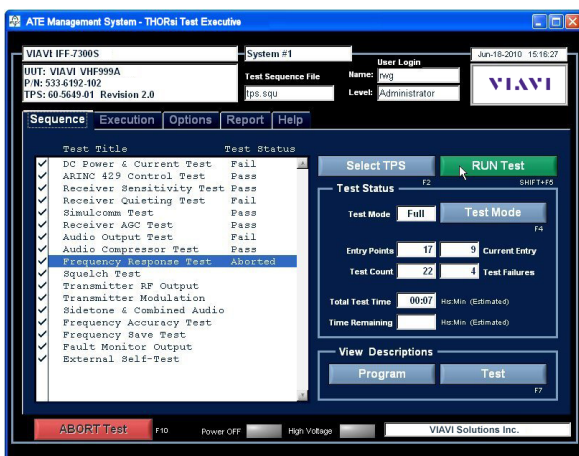 ATE Management System - THORsi Test Executive
VIAVI: IFF-7300S
System #1
User Login
Jun-18-2010 15:16:27
UUT: VIAVI VHF999A
P/N: 533-6192-102
TPS: 60-5649-01 Revision 2.0
Test Sequence File
tps.squ
Name: rwg
Level: Administrator
VIAVI
Sequence Execution Options Report Help
Test Title Test Status
DC Power & Current Test Fail
ARINC 429 Control Test Pass
Receiver Sensitivity Test Pass
Receiver Quieting Test Fail
Simulcomm Test Pass
Receiver AGC Test Pass
Audio Output Test Fail
Audio Compressor Test Pass
Frequency Response Test Aborted
Squelch Test
Transmitter RF Output
Transmitter Modulation
Sidetone & Combined Audio
Frequency Accuracy Test
Frequency Save Test
Fault Monitor Output
External Self-Test
Select TPS
F2
RUN Test
SHIFT+F5
Test Status
Test Mode Full
Test Mode
F4
Entry Points 17 9 Current Entry
Test Count 22 4 Test Failures
Total Test Time 00:07 Hrs:Min (Estimated)
Time Remaining Hrs:Min (Estimated)
View Descriptions
Program
Test
F7
ABORT Test F10 Power OFF High Voltage VIAVI Solutions Inc.